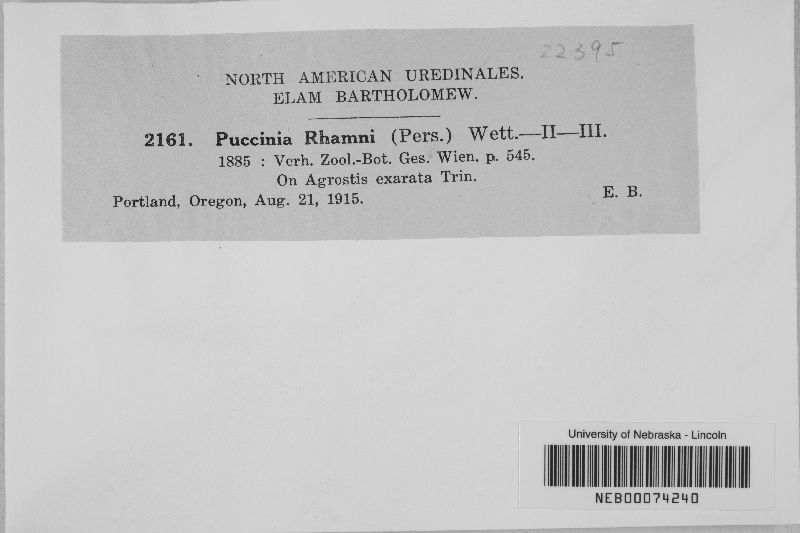 22395
NORTH AMERICAN UREDINALES.
ELAM BARTHOLOMEW.
2161. Puccinia Rhamni (Pers.) Wett.—II—III.
1885 : Verh. Zool.-Bot. Ges. Wien. p. 545.
On Agrostis exarata Trin.
Portland, Oregon, Aug. 21, 1915. E. B.
University of Nebraska - Lincoln
NEB00074240